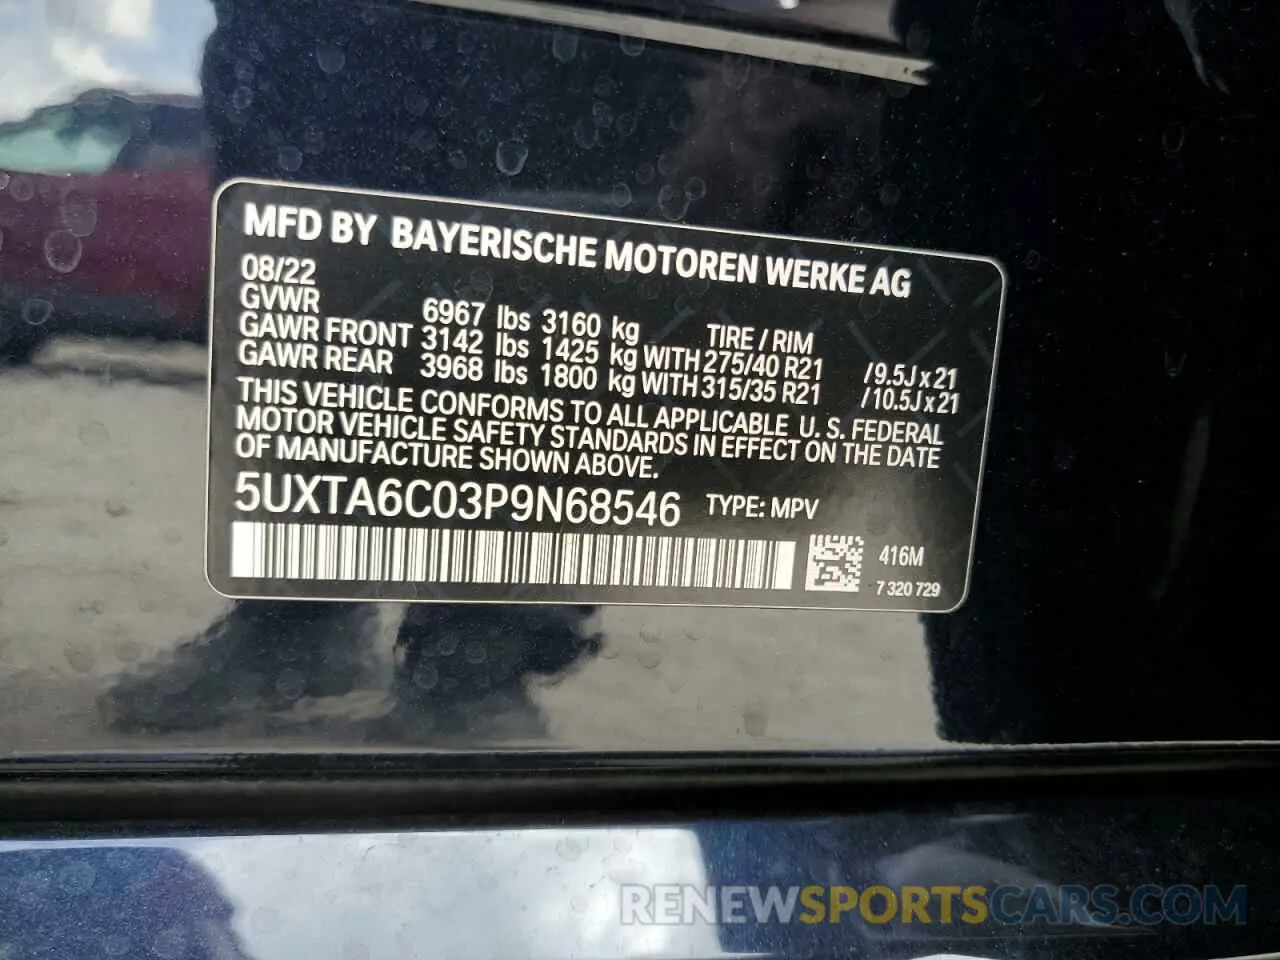 MFD BY BAYERISCHE MOTOREN WERKE AG
08/22
GVWR 6967 lbs 3160 kg TIRE / RIM
GAWR FRONT 3142 lbs 1425 kg WITH 275/40 R21 /9.5J x 21
GAWR REAR 3968 lbs 1800 kg WITH 315/35 R21 /10.5J x 21
THIS VEHICLE CONFORMS TO ALL APPLICABLE U. S. FEDERAL
MOTOR VEHICLE SAFETY STANDARDS IN EFFECT ON THE DATE
OF MANUFACTURE SHOWN ABOVE.
5UXTA6C03P9N68546 TYPE: MPV
416M
7 320 729
RENEWSPORTSCARS.COM